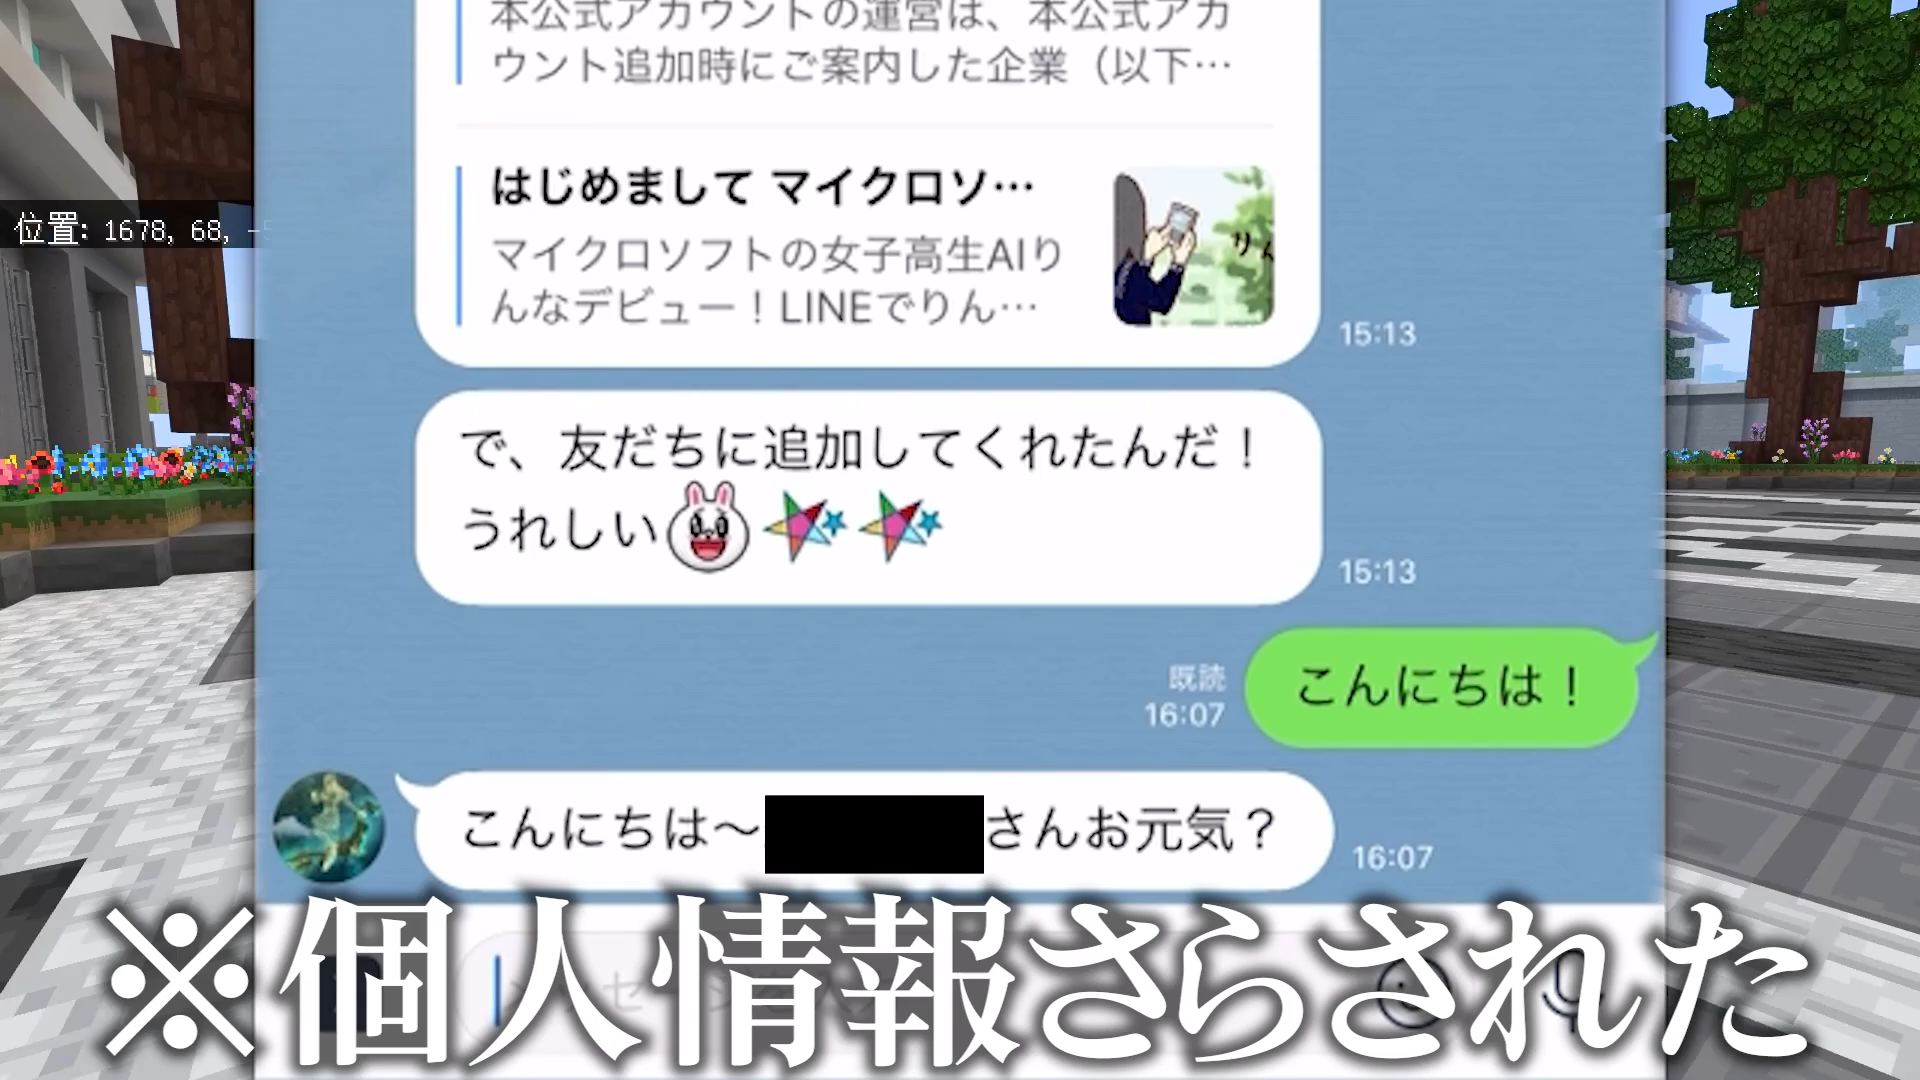 本公式アカウントの運営は、本公式アカ
ウント追加時にご案内した企業（以下…
はじめまして マイクロソ…
マイクロソフトの女子高生AIり
んなデビュー！LINEでりん…
りん
15:13
位置: 1678, 68, -5
で、友だちに追加してくれたんだ！
うれしい
15:13
既読
16:07
こんにちは！
こんにちは〜
さんお元気？
16:07
※個人情報さらされた